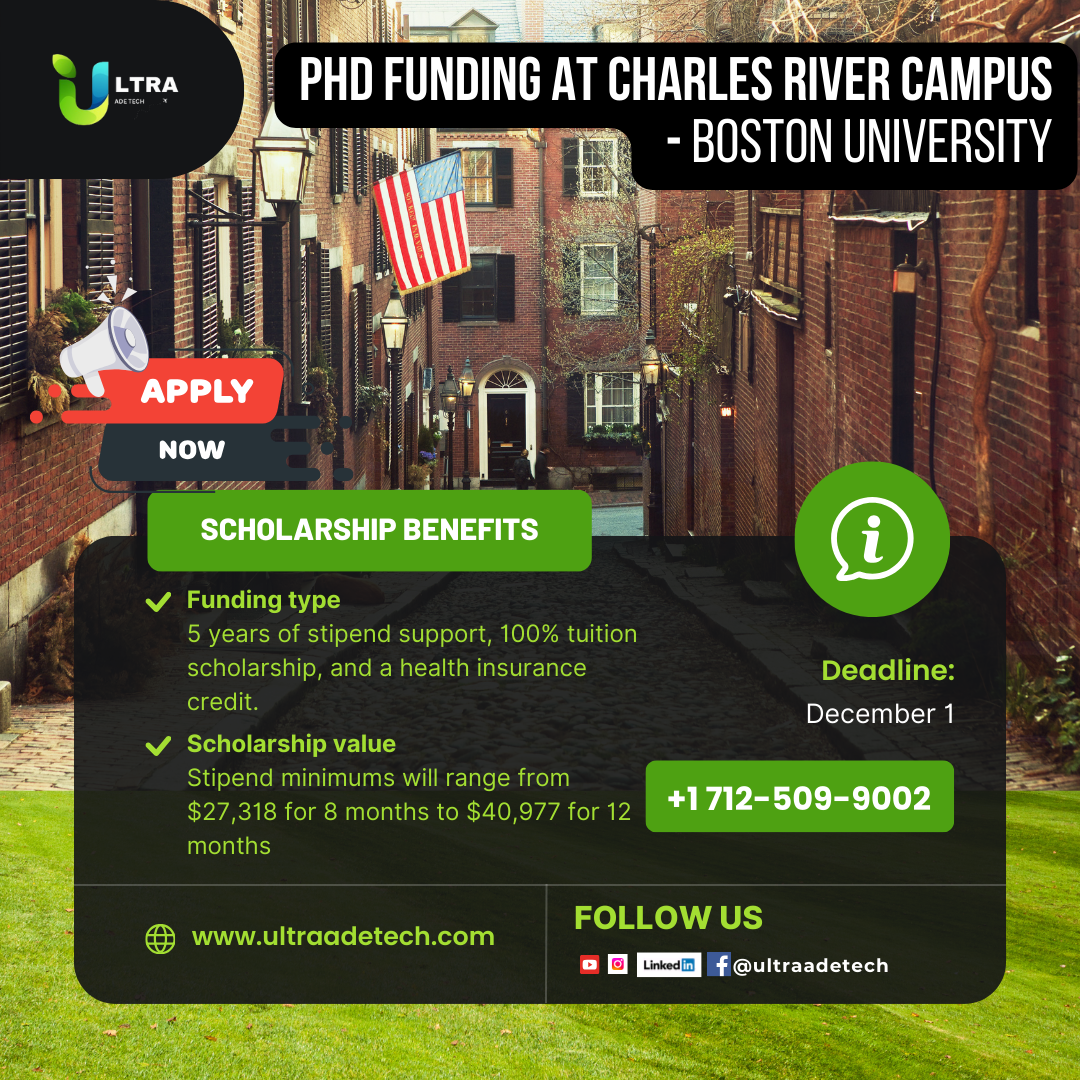 ULTRA
ADE TECH
PHD FUNDING AT CHARLES RIVER CAMPUS
- BOSTON UNIVERSITY
APPLY
NOW
SCHOLARSHIP BENEFITS
Funding type
5 years of stipend support, 100% tuition
scholarship, and a health insurance
credit.
Scholarship value
Stipend minimums will range from
$27,318 for 8 months to $40,977 for 12
months
i
Deadline:
December 1
+1 712-509-9002
www.ultraadetech.com
FOLLOW US
Linked in f @ultraadetech